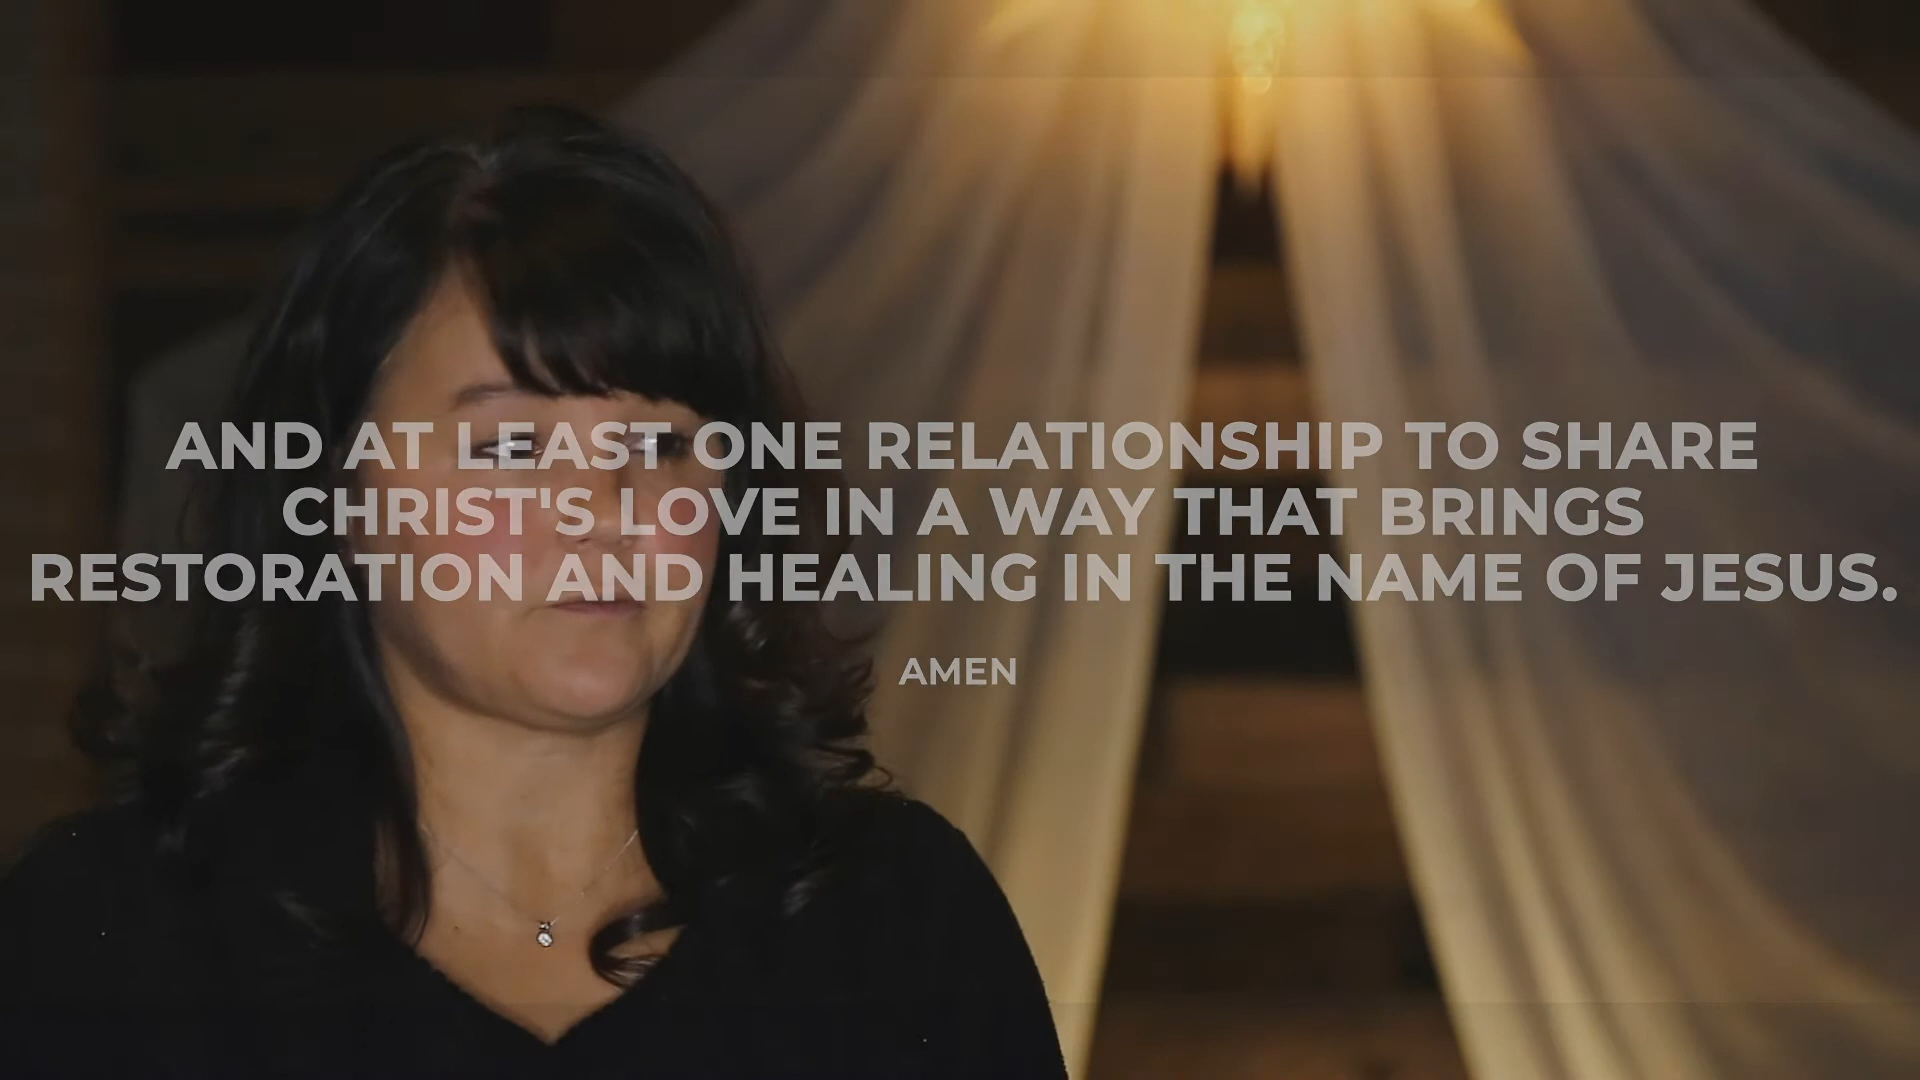 AND AT LEAST ONE RELATIONSHIP TO SHARE
CHRIST'S LOVE IN A WAY THAT BRINGS
RESTORATION AND HEALING IN THE NAME OF JESUS.
AMEN